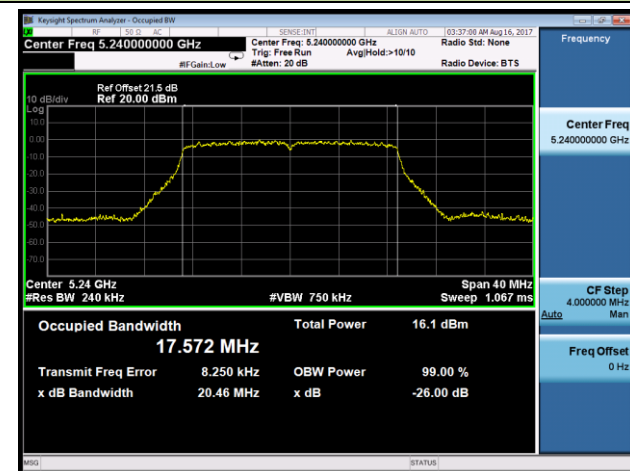 Keysight Spectrum Analyzer - Occupied BW
RF 50 Ω AC SENSE:INT ALIGN AUTO 03:37:00 AM Aug 16, 2017
Center Freq 5.240000000 GHz
Center Freq: 5.240000000 GHz
Radio Std: None
Trig: Free Run Avg|Hold:>10/10
#IFGain:Low #Atten: 20 dB Radio Device: BTS
Frequency
Ref Offset 21.5 dB
10 dB/div Ref 20.00 dBm
Log
10.0
0.00
-10.0
-20.0
-30.0
-40.0
-50.0
-60.0
-70.0
Center 5.24 GHz Span 40 MHz
#Res BW 240 kHz #VBW 750 kHz Sweep 1.067 ms
Occupied Bandwidth Total Power 16.1 dBm
17.572 MHz
Transmit Freq Error 8.250 kHz OBW Power 99.00 %
x dB Bandwidth 20.46 MHz x dB -26.00 dB
Center Freq
5.240000000 GHz
CF Step
4.000000 MHz
Auto Man
Freq Offset
0 Hz
MSG STATUS